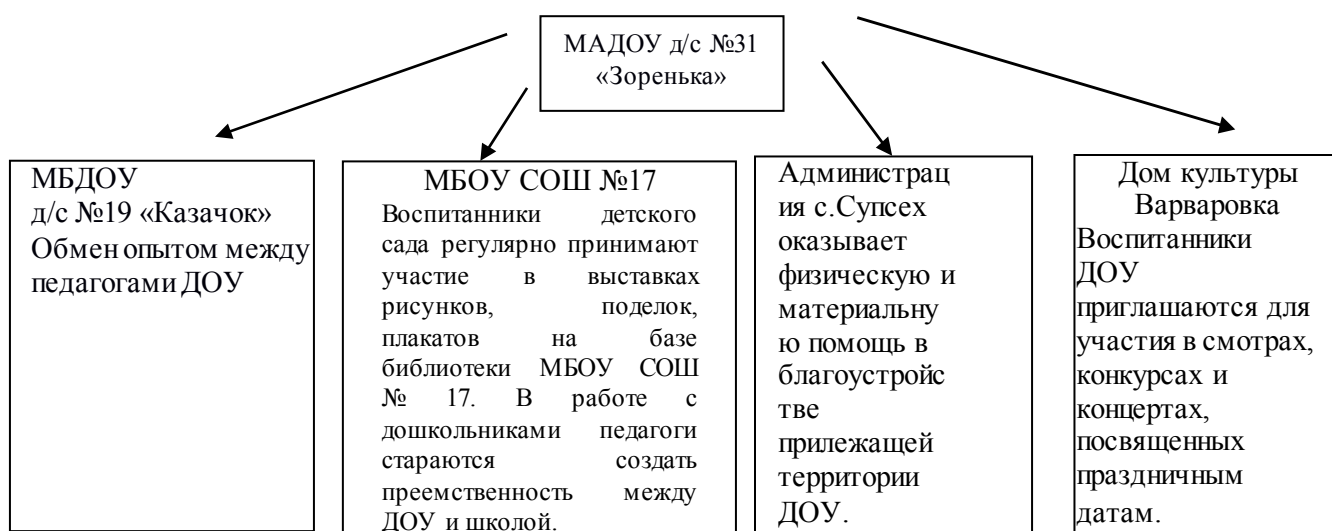 МАДОУ д/с №31
«Зоренька»
МБДОУ
д/с №19 «Казачок»
Обмен опытом между
педагогами ДОУ
МБОУ СОШ №17
Воспитанники детского
сада регулярно принимают
участие в выставках
рисунков, поделок,
плакатов на базе
библиотеки МБОУ СОШ
№ 17. В работе с
дошкольниками педагоги
стараются создать
преемственность между
ДОУ и школой.
Администрац
ия с.Супсех
оказывает
физическую и
материальну
ю помощь в
благоустройс
тве
прилежащей
территории
ДОУ.
Дом культуры
Варваровка
Воспитанники
ДОУ
приглашаются для
участия в смотрах,
конкурсах и
концертах,
посвященных
праздничным
датам.